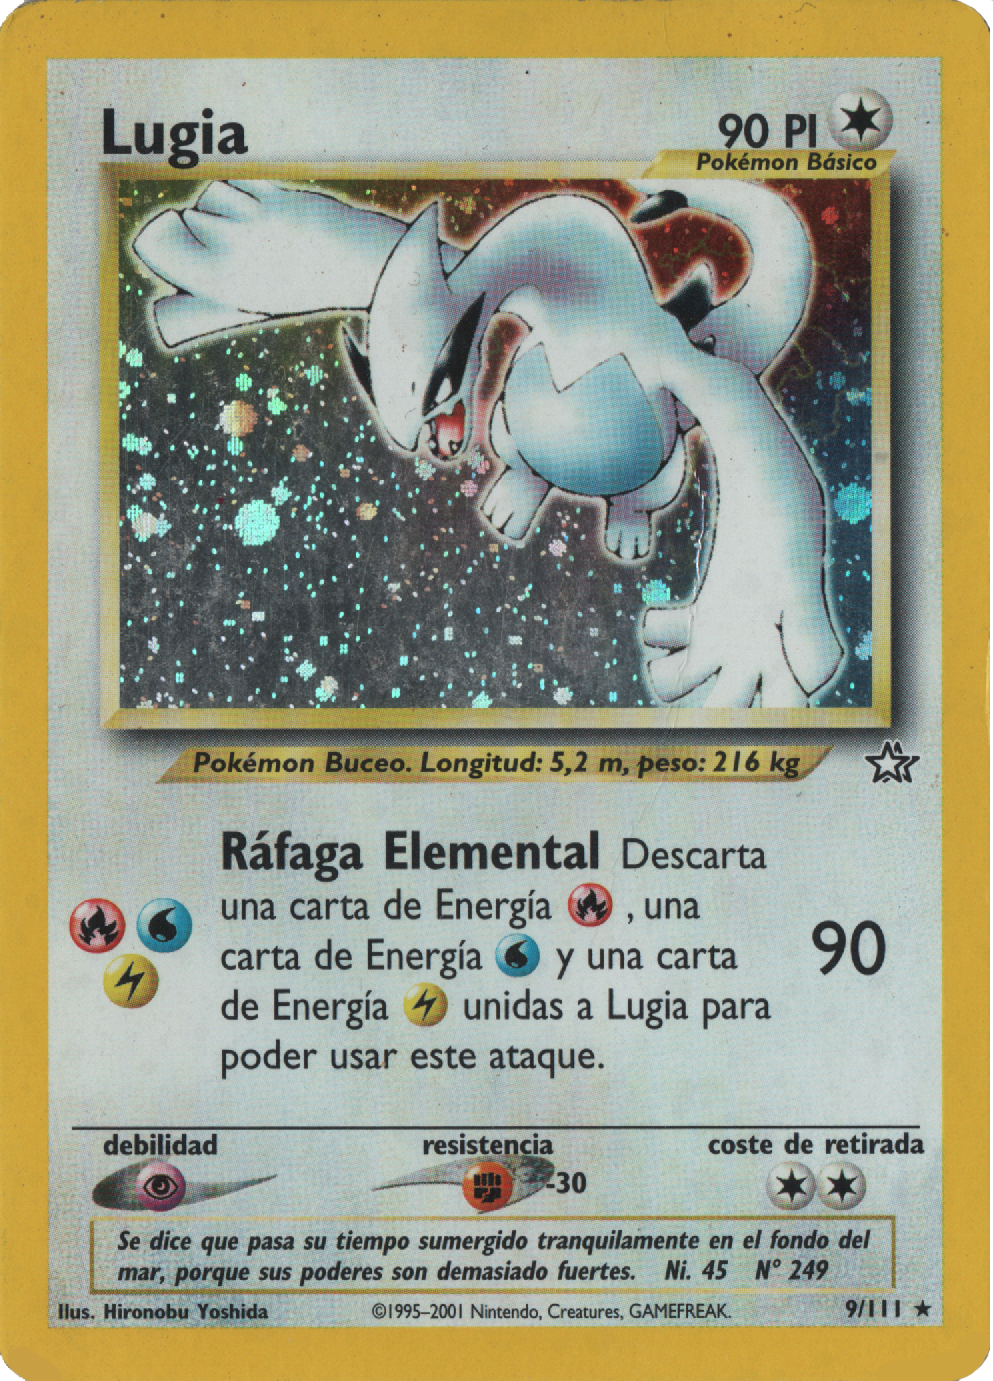 Lugia
90 PI
Pokémon Básico
Pokémon Buceo. Longitud: 5,2 m, peso: 216 kg
Ráfaga Elemental Descarta
una carta de Energía , una
carta de Energía y una carta
de Energía unidas a Lugia para
poder usar este ataque.
90
debilidad
resistencia
-30
coste de retirada
Se dice que pasa su tiempo sumergido tranquilamente en el fondo del
mar, porque sus poderes son demasiado fuertes. Ni. 45 N° 249
Ilus. Hironobu Yoshida
©1995–2001 Nintendo, Creatures, GAMEFREAK.
9/111 ★